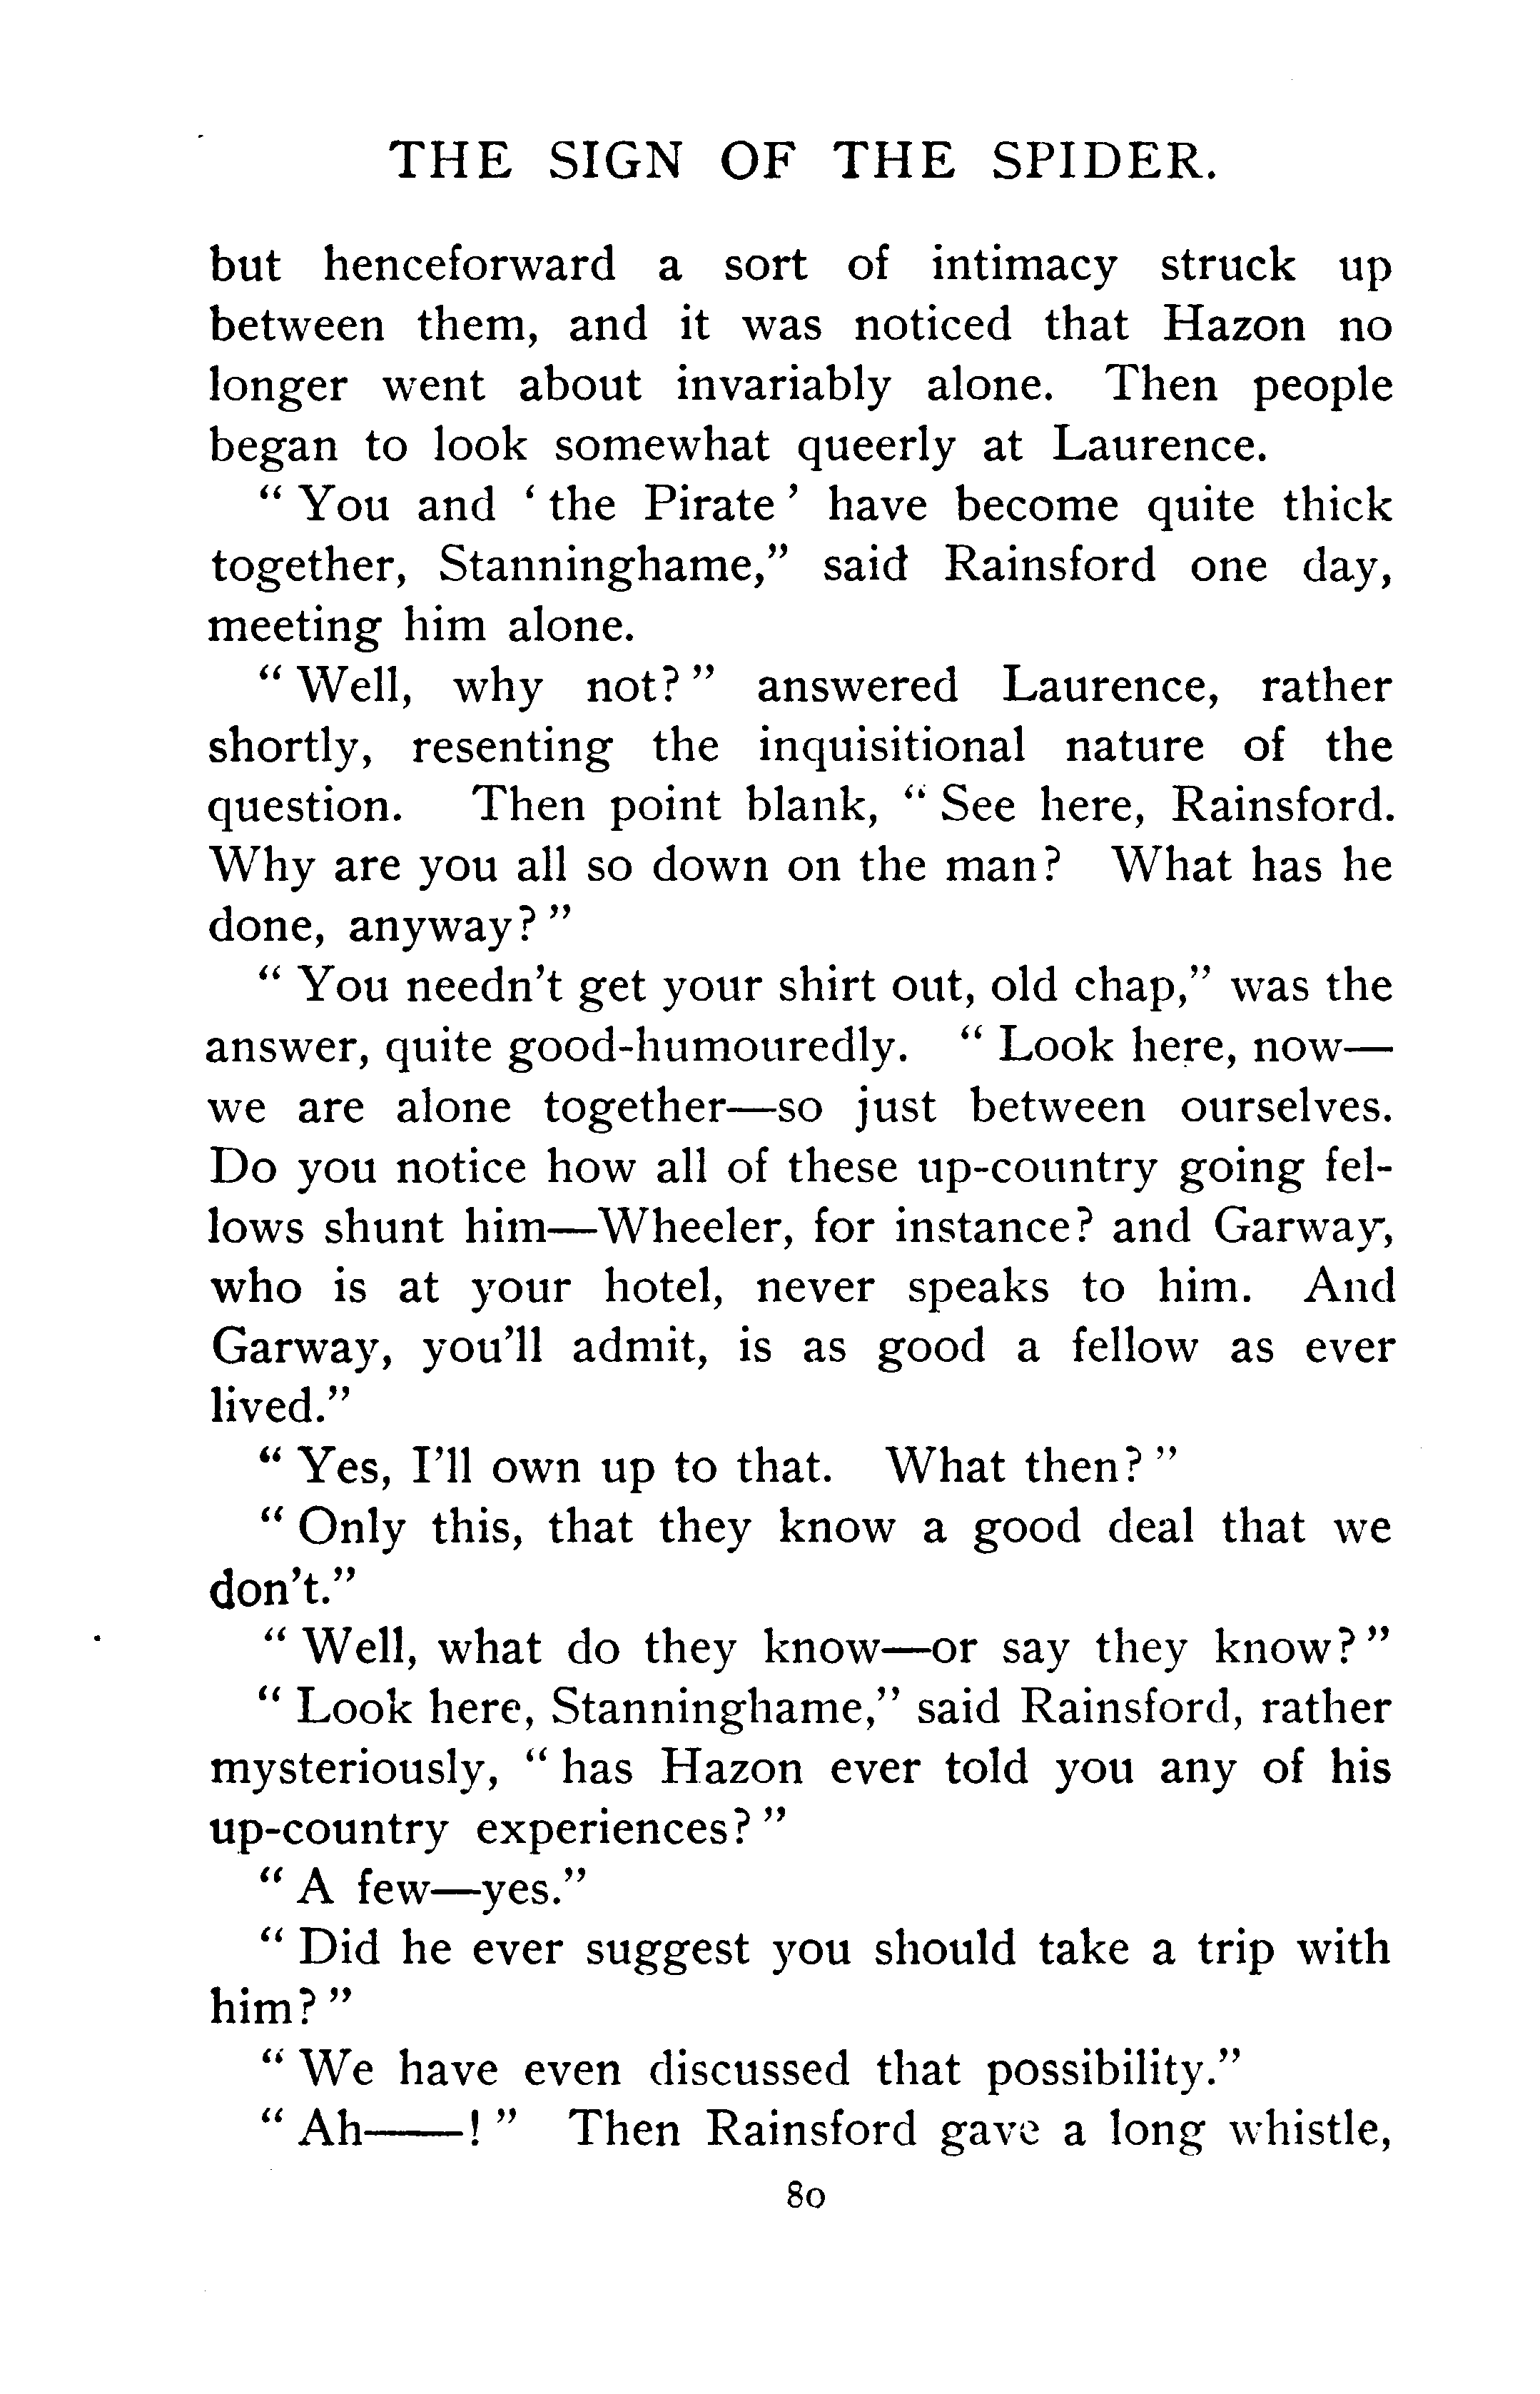 THE SIGN OF THE SPIDER.
but henceforward a sort of intimacy struck up
between them, and it was noticed that Hazon no
longer went about invariably alone. Then people
began to look somewhat queerly at Laurence.
"You and 'the Pirate' have become quite thick
together, Stanninghame," said Rainsford one day,
meeting him alone.
"Well, why not?" answered Laurence, rather
shortly, resenting the inquisitional nature of the
question. Then point blank, "See here, Rainsford.
Why are you all so down on the man? What has he
done, anyway?"
"You needn't get your shirt out, old chap," was the
answer, quite good-humouredly. "Look here, now—
we are alone together—so just between ourselves.
Do you notice how all of these up-country going fel-
lows shunt him—Wheeler, for instance? and Garway,
who is at your hotel, never speaks to him. And
Garway, you'll admit, is as good a fellow as ever
lived."
"Yes, I'll own up to that. What then?"
"Only this, that they know a good deal that we
don't."
"Well, what do they know—or say they know?"
"Look here, Stanninghame," said Rainsford, rather
mysteriously, "has Hazon ever told you any of his
up-country experiences?"
"A few—yes."
"Did he ever suggest you should take a trip with
him?"
"We have even discussed that possibility."
"Ah——!" Then Rainsford gave a long whistle,
80